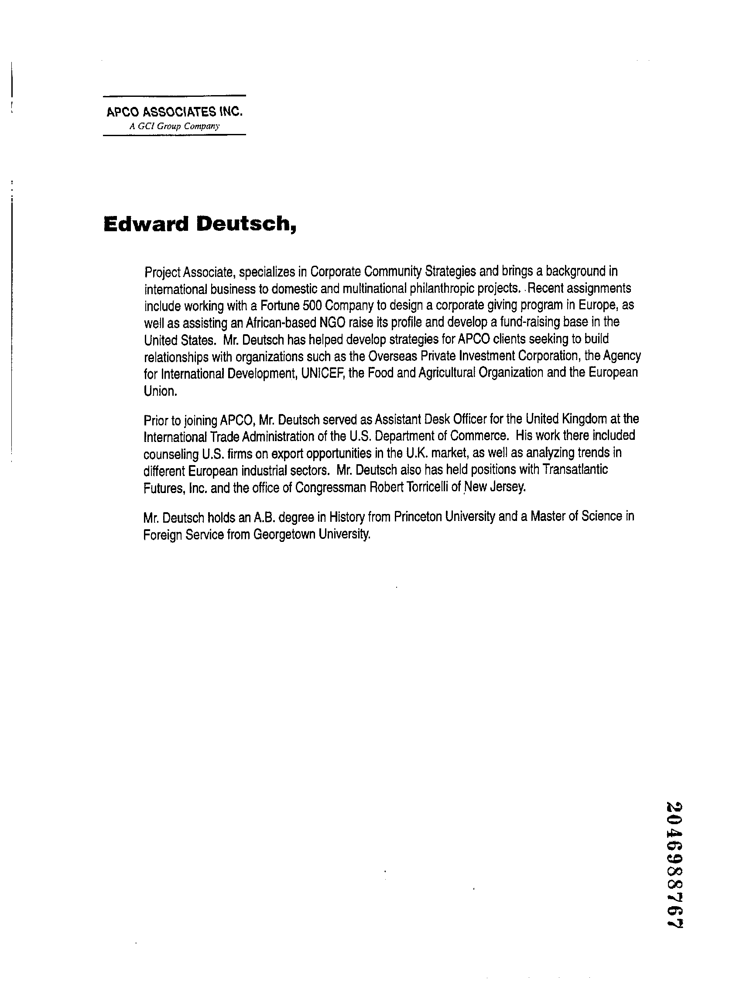 APCO ASSOCIATES INC.
A GCI Group Company
Edward Deutsch,
Project Associate, specializes in Corporate Community Strategies and brings a background in
international business to domestic and multinational philanthropic projects. Recent assignments
include working with a Fortune 500 Company to design a corporate giving program in Europe, as
well as assisting an African-based NGO raise its profile and develop a fund-raising base in the
United States. Mr. Deutsch has helped develop strategies for APCO clients seeking to build
relationships with organizations such as the Overseas Private Investment Corporation, the Agency
for International Development, UNICEF, the Food and Agricultural Organization and the European
Union.
Prior to joining APCO, Mr. Deutsch served as Assistant Desk Officer for the United Kingdom at the
International Trade Administration of the U.S. Department of Commerce. His work there included
counseling U.S. firms on export opportunities in the U.K. market, as well as analyzing trends in
different European industrial sectors. Mr. Deutsch also has held positions with Transatlantic
Futures, Inc. and the office of Congressman Robert Torricelli of New Jersey.
Mr. Deutsch holds an A.B. degree in History from Princeton University and a Master of Science in
Foreign Service from Georgetown University.
2046988767